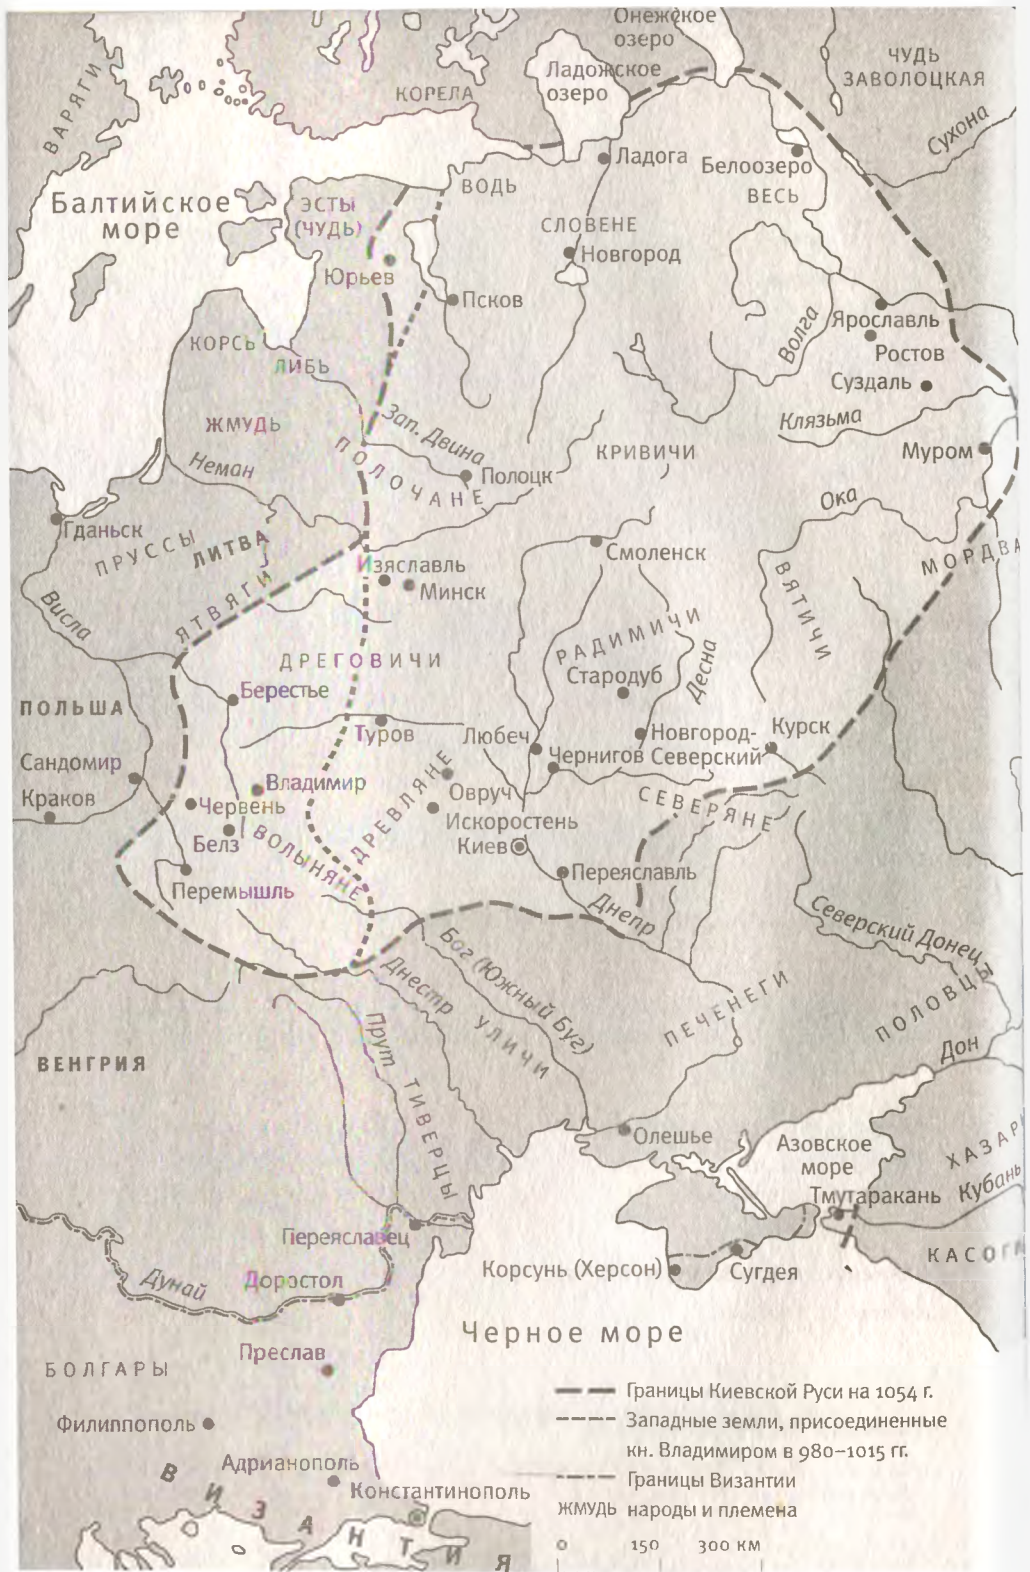 Онежское
озеро
ЧУДЬ
ЗАВОЛОЦКАЯ
Ладожское
озеро
ВАРЯГИ
КОРЕЛА
Сухона
Ладога
Белоозеро
ВЕСЬ
ВОДЬ
Балтийское
море
ЭСТЫ
(ЧУДЬ)
СЛОВЕНЕ
Новгород
Юрьев
Псков
Волга
Ярославль
Ростов
Суздаль
КОРСЬ
ЛИБЬ
ЖМУДЬ
Зап. Двина
Клязьма
Неман
ПОЛОЧАНЕ
Полоцк
КРИВИЧИ
Муром
Ока
Гданьск
ПРУССЫ
ЛИТВА
Изяславль
Минск
Смоленск
МОРДВА
ВЯТИЧИ
Висла
ЯТВЯГИ
РАДИМИЧИ
ДРЕГОВИЧИ
Стародуб
Десна
Берестье
ПОЛЬША
Туров
Любеч
Новгород-
Северский
Курск
Чернигов
Сандомир
Краков
Владимир
Червень
Белз
ВОЛЫНЯНЕ
ДРЕВЛЯНЕ
Овруч
Искоростень
Киев
СЕВЕРЯНЕ
Переяславль
Перемышль
Днепр
Северский Донец
Бог (Южный Буг)
Днестр
УЛИЧИ
ПЕЧЕНЕГИ
ПОЛОВЦЫ
Дон
Прут
ВЕНГРИЯ
ТИВЕРЦЫ
Олешье
Азовское
море
ХАЗАРЫ
Тмутаракань
Кубань
Переяславец
КАСОГИ
Дунай
Доростол
Корсунь (Херсон)
Сугдея
Черное море
Преслав
БОЛГАРЫ
Филиппополь
Адрианополь
Константинополь
ВИЗАНТИЯ
Границы Киевской Руси на 1054 г.
Западные земли, присоединенные
кн. Владимиром в 980–1015 гг.
Границы Византии
ЖМУДЬ народы и племена
0 150 300 км